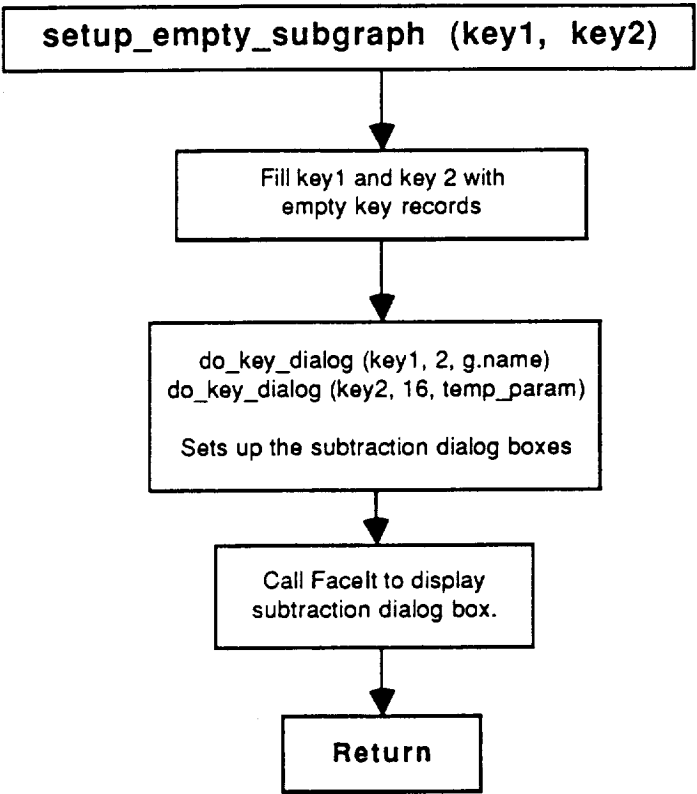 setup_empty_subgraph (key1, key2)
Fill key1 and key 2 with
empty key records
do_key_dialog (key1, 2, g.name)
do_key_dialog (key2, 16, temp_param)
Sets up the subtraction dialog boxes
Call FaceIt to display
subtraction dialog box.
Return